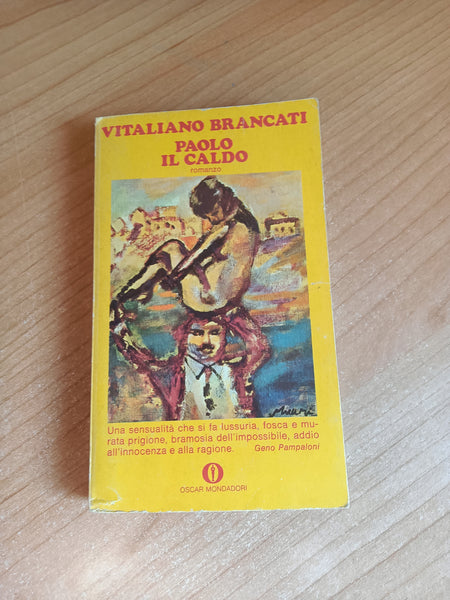 VITALIANO BRANCATI
PAOLO
IL CALDO
romanzo
Una sensualità che si fa lussuria, fosca e mu-
rata prigione, bramosia dell'impossibile, addio
all'innocenza e alla ragione. Geno Pampaloni
OSCAR MONDADORI